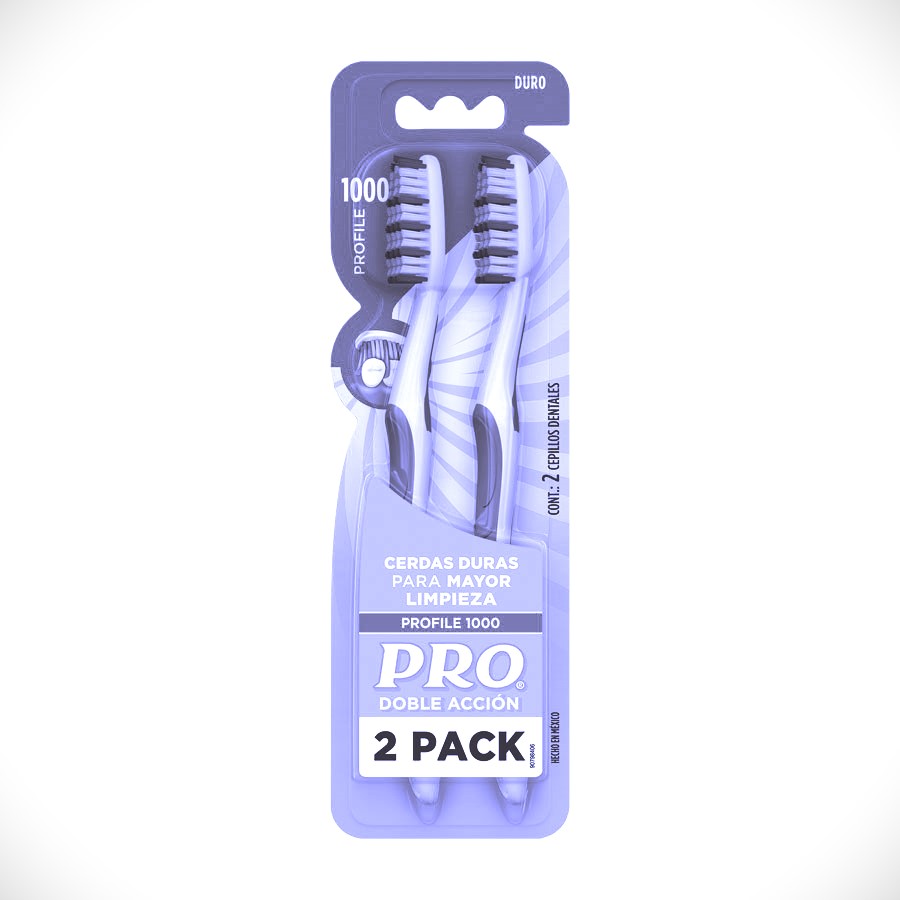 DURO
1000
PROFILE
CONT.: 2 CEPILLOS DENTALES
CERDAS DURAS
PARA MAYOR
LIMPIEZA
PROFILE 1000
PRO®
DOBLE ACCIÓN
2 PACK
HECHO EN MÉXICO